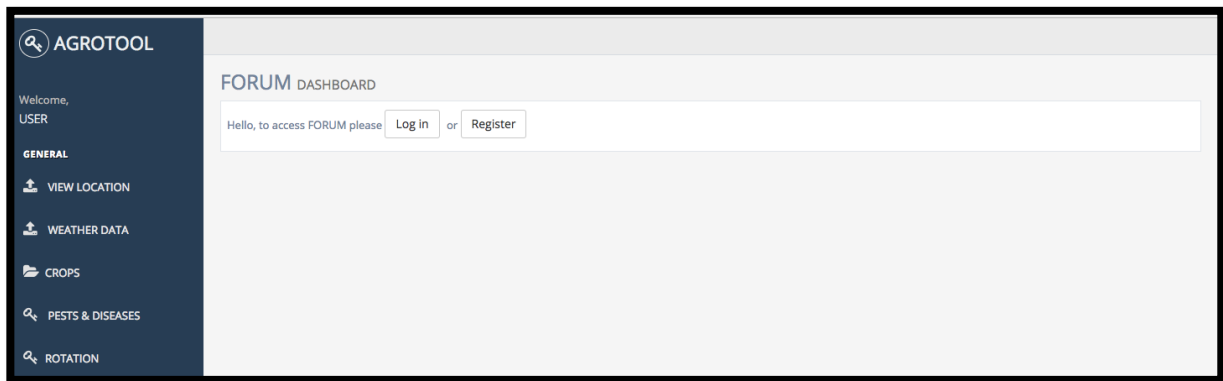 AGROTOOL
Welcome,
USER
GENERAL
VIEW LOCATION
WEATHER DATA
CROPS
PESTS & DISEASES
ROTATION
FORUM DASHBOARD
Hello, to access FORUM please Log in or Register